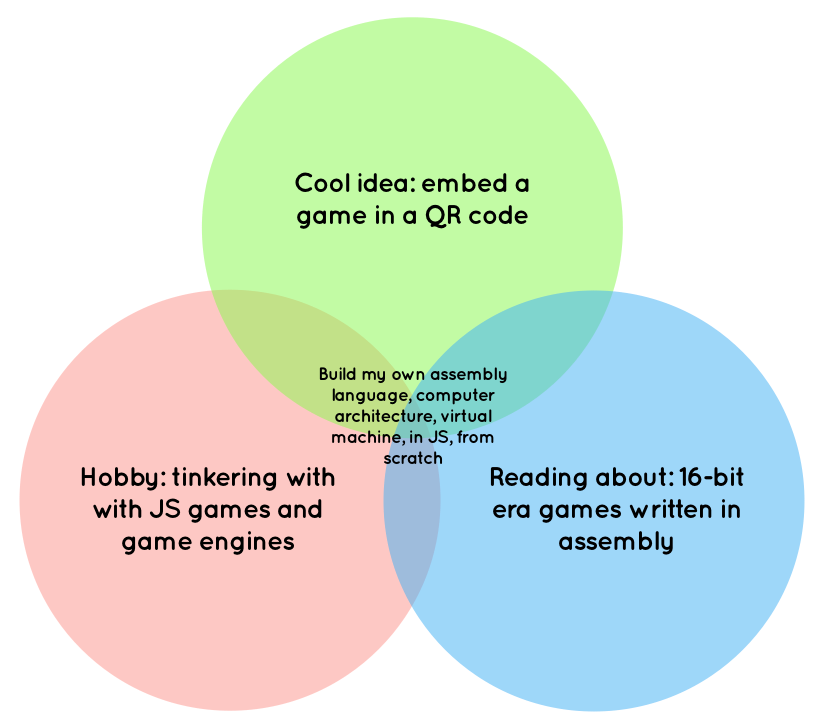 Cool idea: embed a
game in a QR code
Build my own assembly
language, computer
architecture, virtual
machine, in JS, from
scratch
Hobby: tinkering with
with JS games and
game engines
Reading about: 16-bit
era games written in
assembly